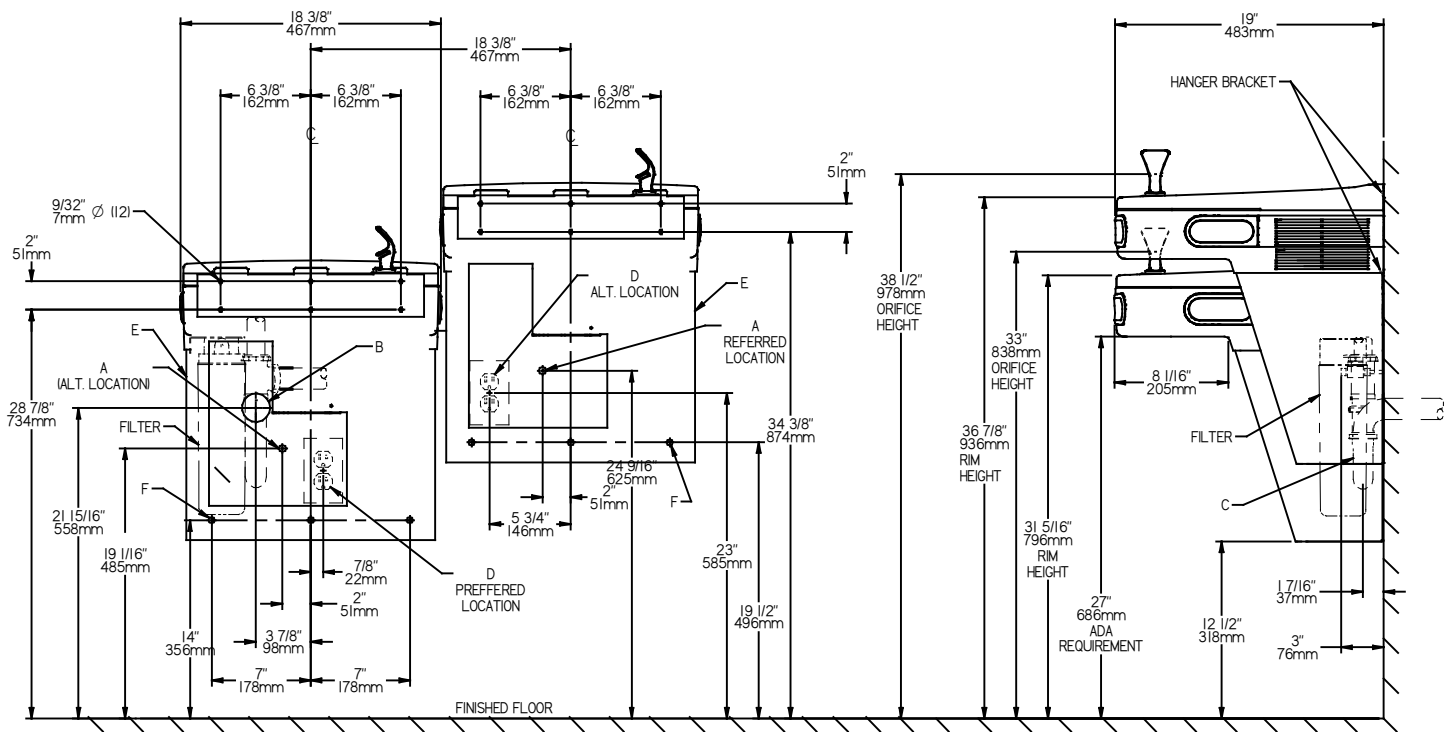 18 3/8"
467mm
18 3/8"
467mm
6 3/8"
162mm
6 3/8"
162mm
6 3/8"
162mm
6 3/8"
162mm
℄
℄
2"
51mm
9/32"
7mm Ø (12)
2"
51mm
D
ALT. LOCATION
E
A
REFERRED
LOCATION
E
B
A
(ALT. LOCATION)
28 7/8"
734mm
FILTER
34 3/8"
874mm
24 9/16"
625mm
F
2"
51mm
F
5 3/4"
146mm
21 15/16"
558mm
23"
585mm
19 1/16"
485mm
7/8"
22mm
D
PREFFERED
LOCATION
2"
51mm
19 1/2"
496mm
14"
356mm
3 7/8"
98mm
7"
178mm
7"
178mm
FINISHED FLOOR
19"
483mm
HANGER BRACKET
38 1/2"
978mm
ORIFICE
HEIGHT
33"
838mm
ORIFICE
HEIGHT
8 1/16"
205mm
36 7/8"
936mm
RIM
HEIGHT
FILTER
C
31 5/16"
796mm
RIM
HEIGHT
27"
686mm
ADA
REQUIREMENT
1 7/16"
37mm
12 1/2"
318mm
3"
76mm